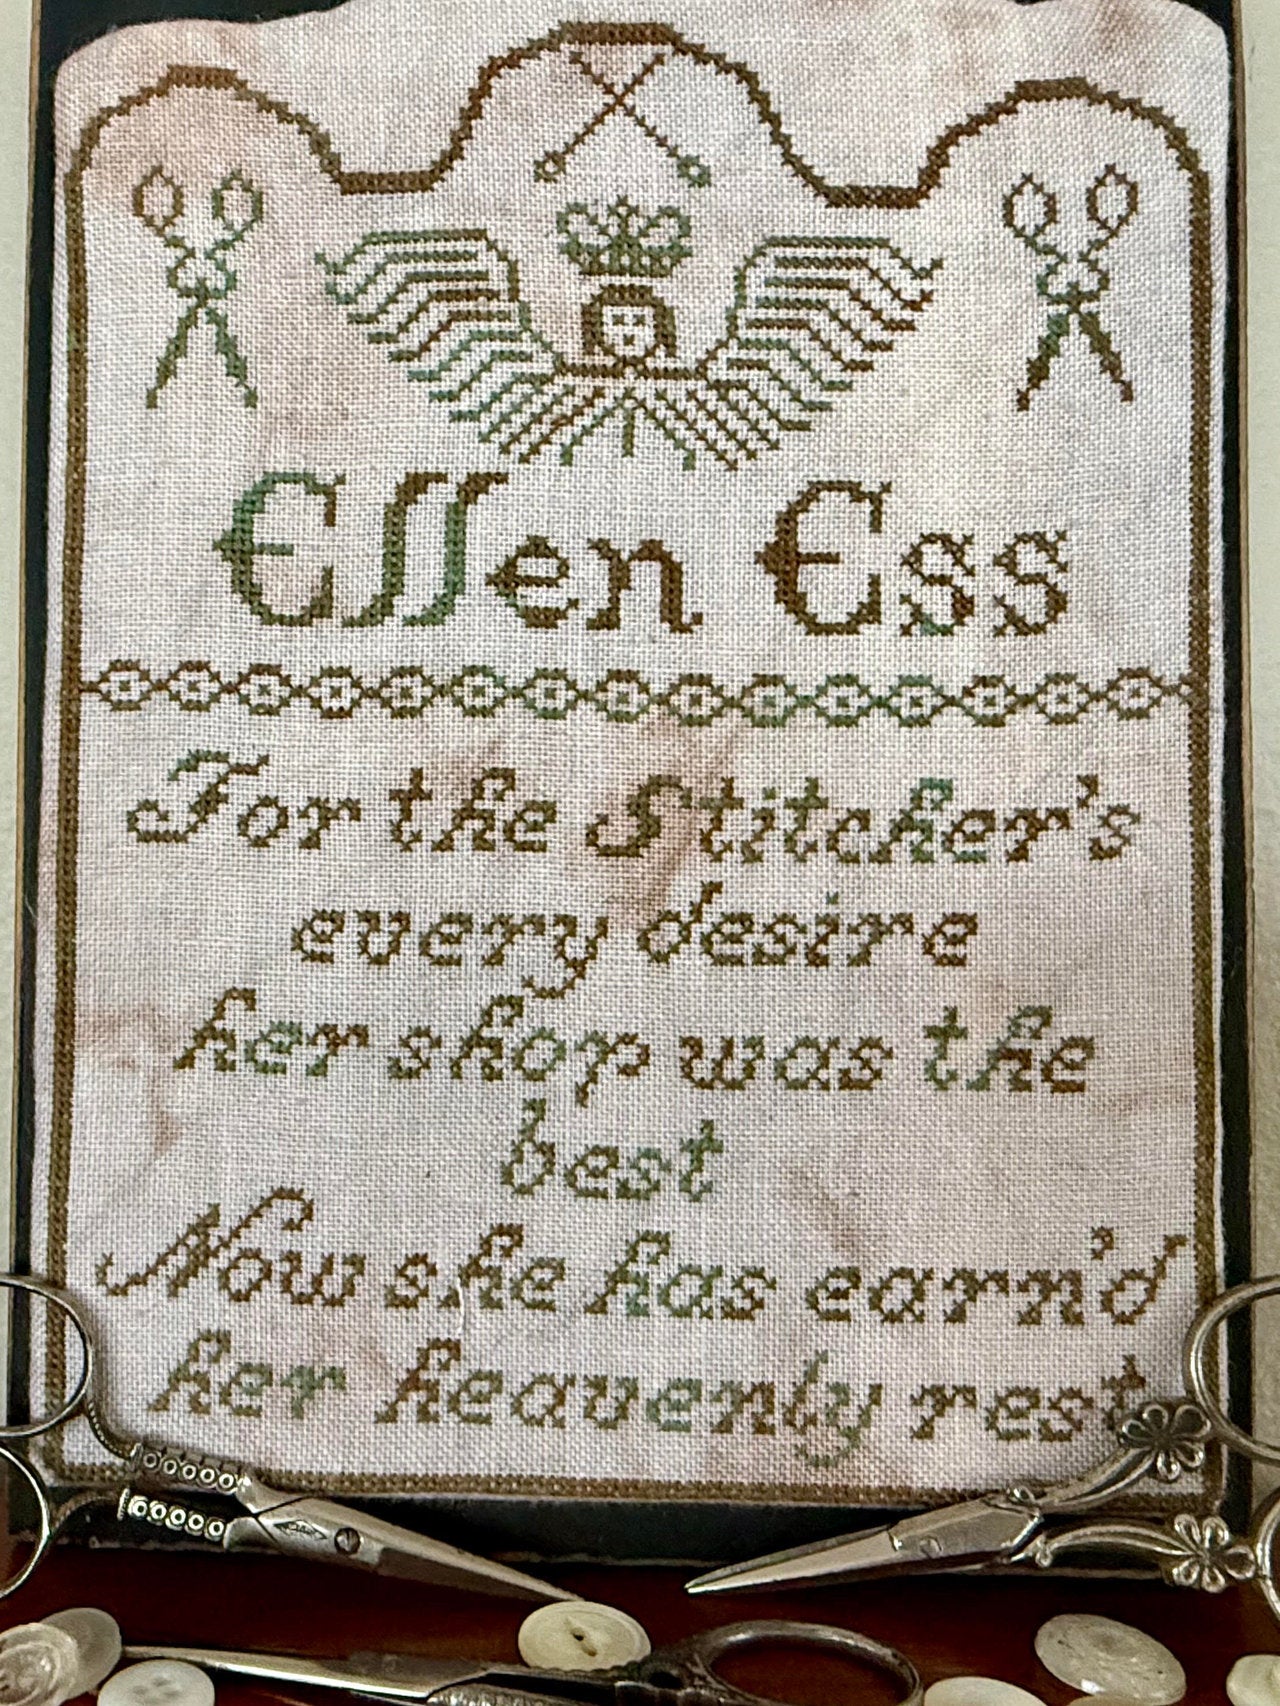 Ellen Ess
For the Stitcher's
every desire
her shop was the
best
Now she has earn'd
her heavenly rest